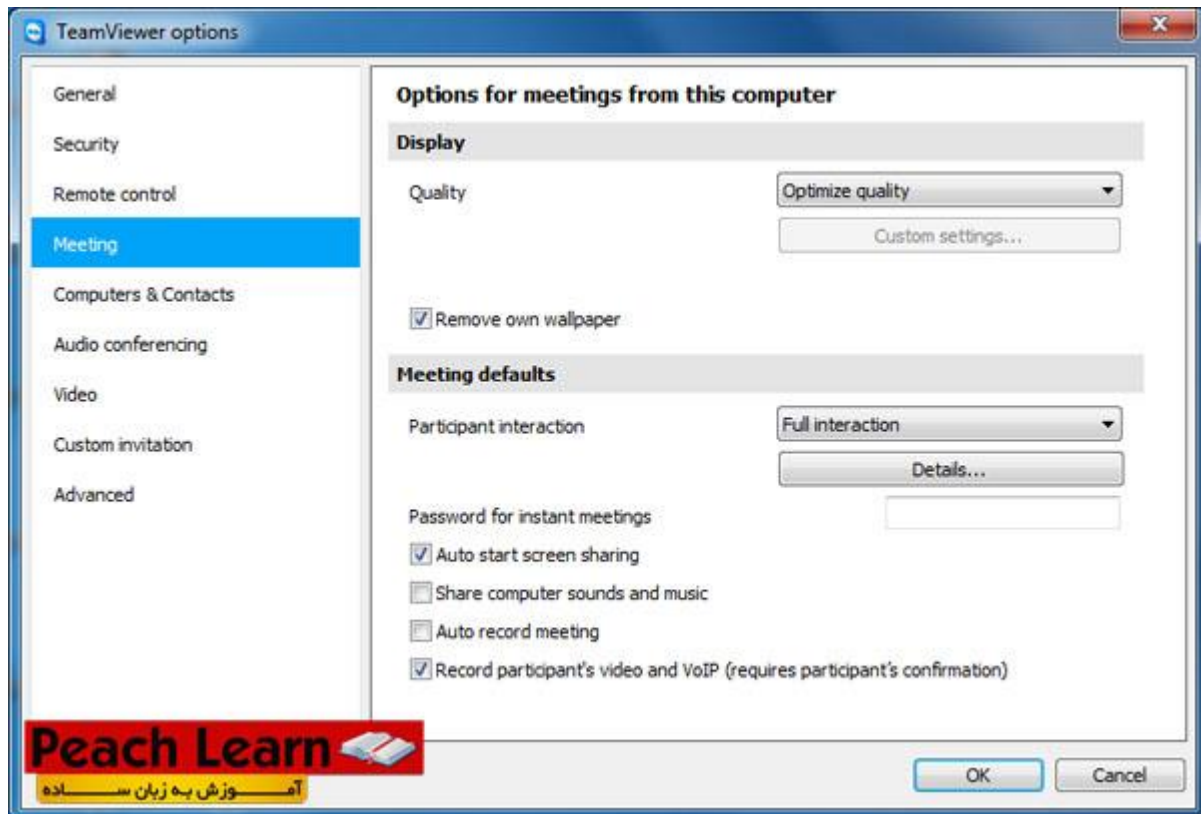 TeamViewer options
General
Security
Remote control
Meeting
Computers & Contacts
Audio conferencing
Video
Custom invitation
Advanced
Options for meetings from this computer
Display
Quality
Optimize quality
Custom settings...
Remove own wallpaper
Meeting defaults
Participant interaction
Full interaction
Details...
Password for instant meetings
Auto start screen sharing
Share computer sounds and music
Auto record meeting
Record participant's video and VoIP (requires participant's confirmation)
Peach Learn
آمـــــوزش به زبان ســـــاده
OK
Cancel